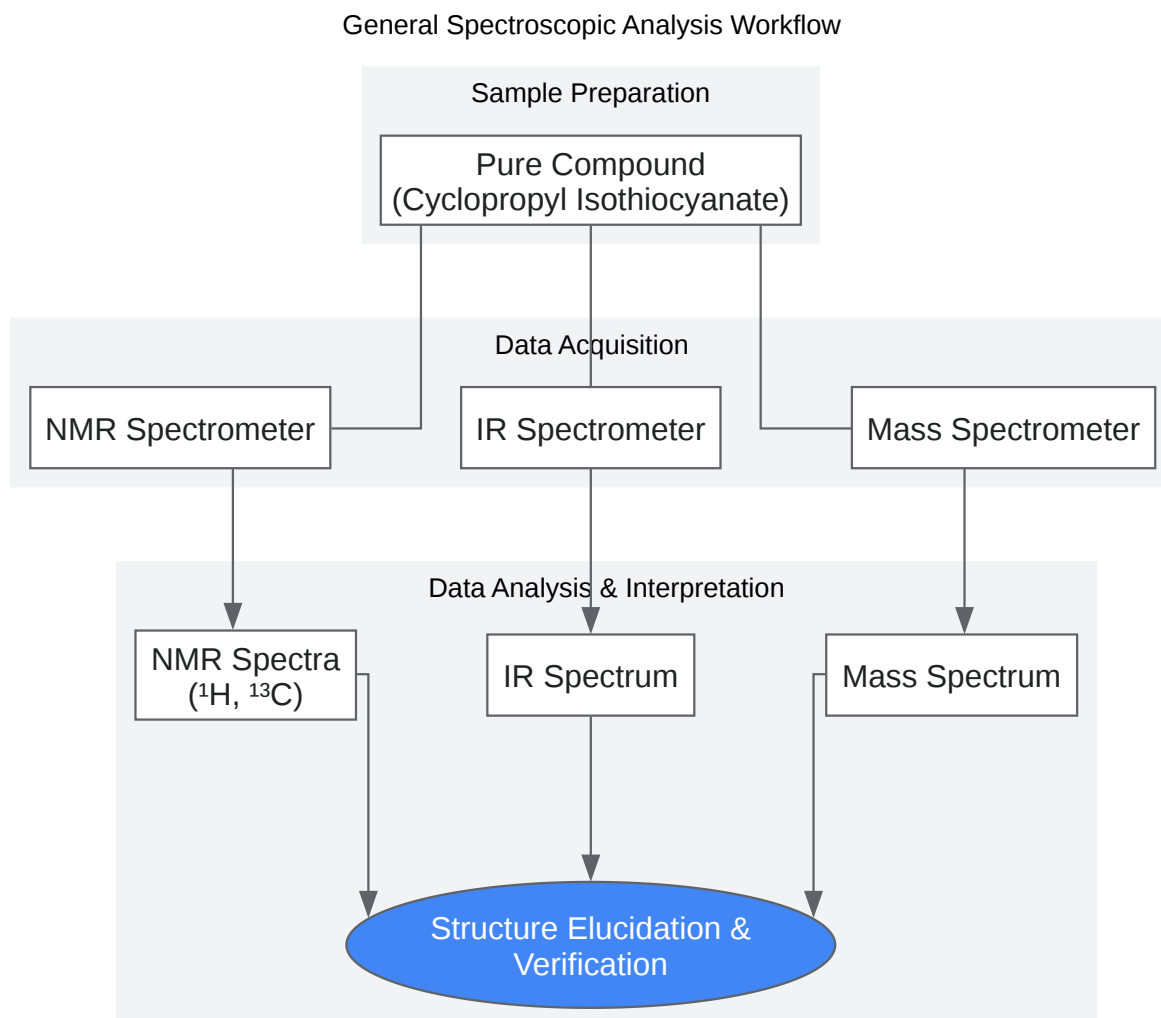 General Spectroscopic Analysis Workflow
Sample Preparation
Pure Compound
(Cyclopropyl Isothiocyanate)
Data Acquisition
NMR Spectrometer
IR Spectrometer
Mass Spectrometer
Data Analysis & Interpretation
NMR Spectra
(¹H, ¹³C)
IR Spectrum
Mass Spectrum
Structure Elucidation &
Verification